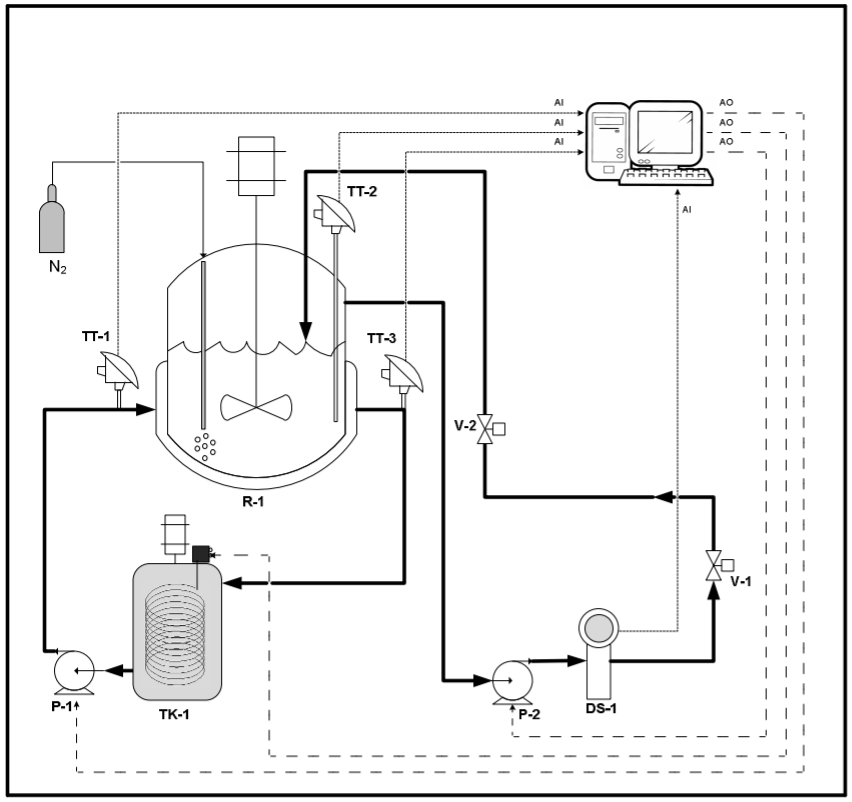 AI
AO
AI
AO
AI
AO
TT-2
AI
N2
TT-1
TT-3
V-2
R-1
V-1
P-1
TK-1
P-2
DS-1